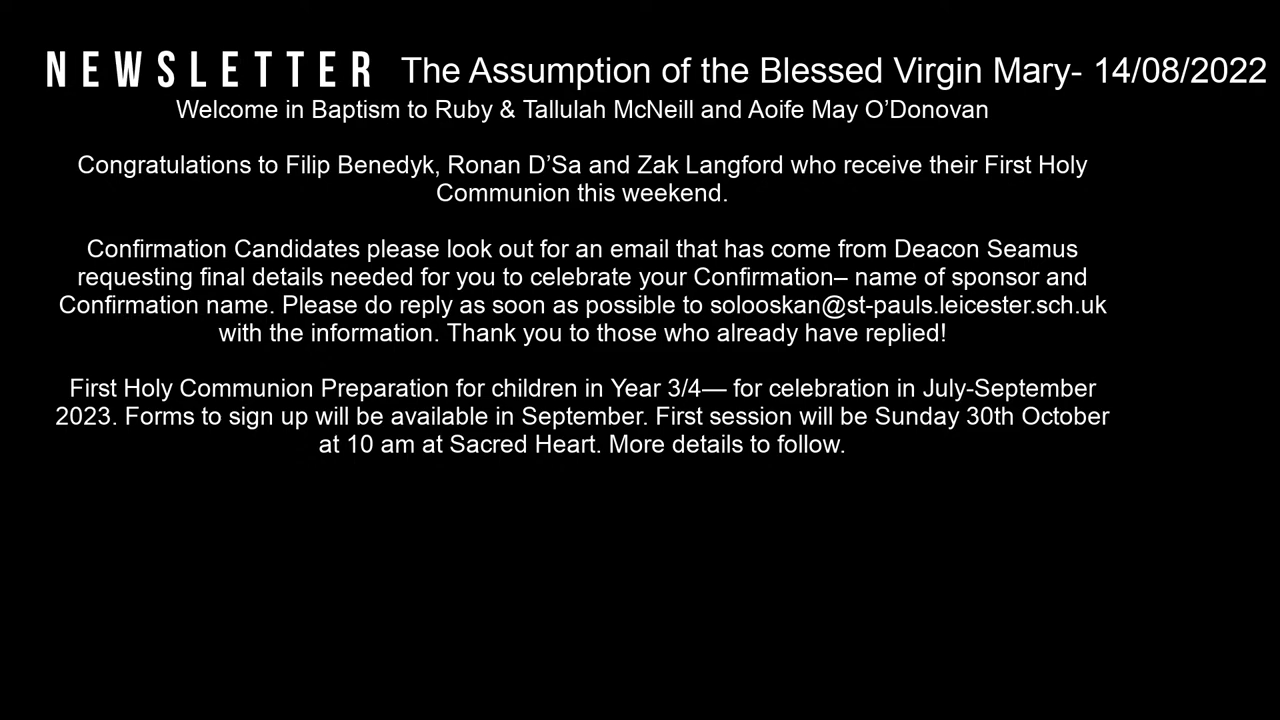 NEWSLETTER The Assumption of the Blessed Virgin Mary- 14/08/2022
Welcome in Baptism to Ruby & Tallulah McNeill and Aoife May O’Donovan
Congratulations to Filip Benedyk, Ronan D’Sa and Zak Langford who receive their First Holy
Communion this weekend.
Confirmation Candidates please look out for an email that has come from Deacon Seamus
requesting final details needed for you to celebrate your Confirmation– name of sponsor and
Confirmation name. Please do reply as soon as possible to solooskan@st-pauls.leicester.sch.uk
with the information. Thank you to those who already have replied!
First Holy Communion Preparation for children in Year 3/4— for celebration in July-September
2023. Forms to sign up will be available in September. First session will be Sunday 30th October
at 10 am at Sacred Heart. More details to follow.